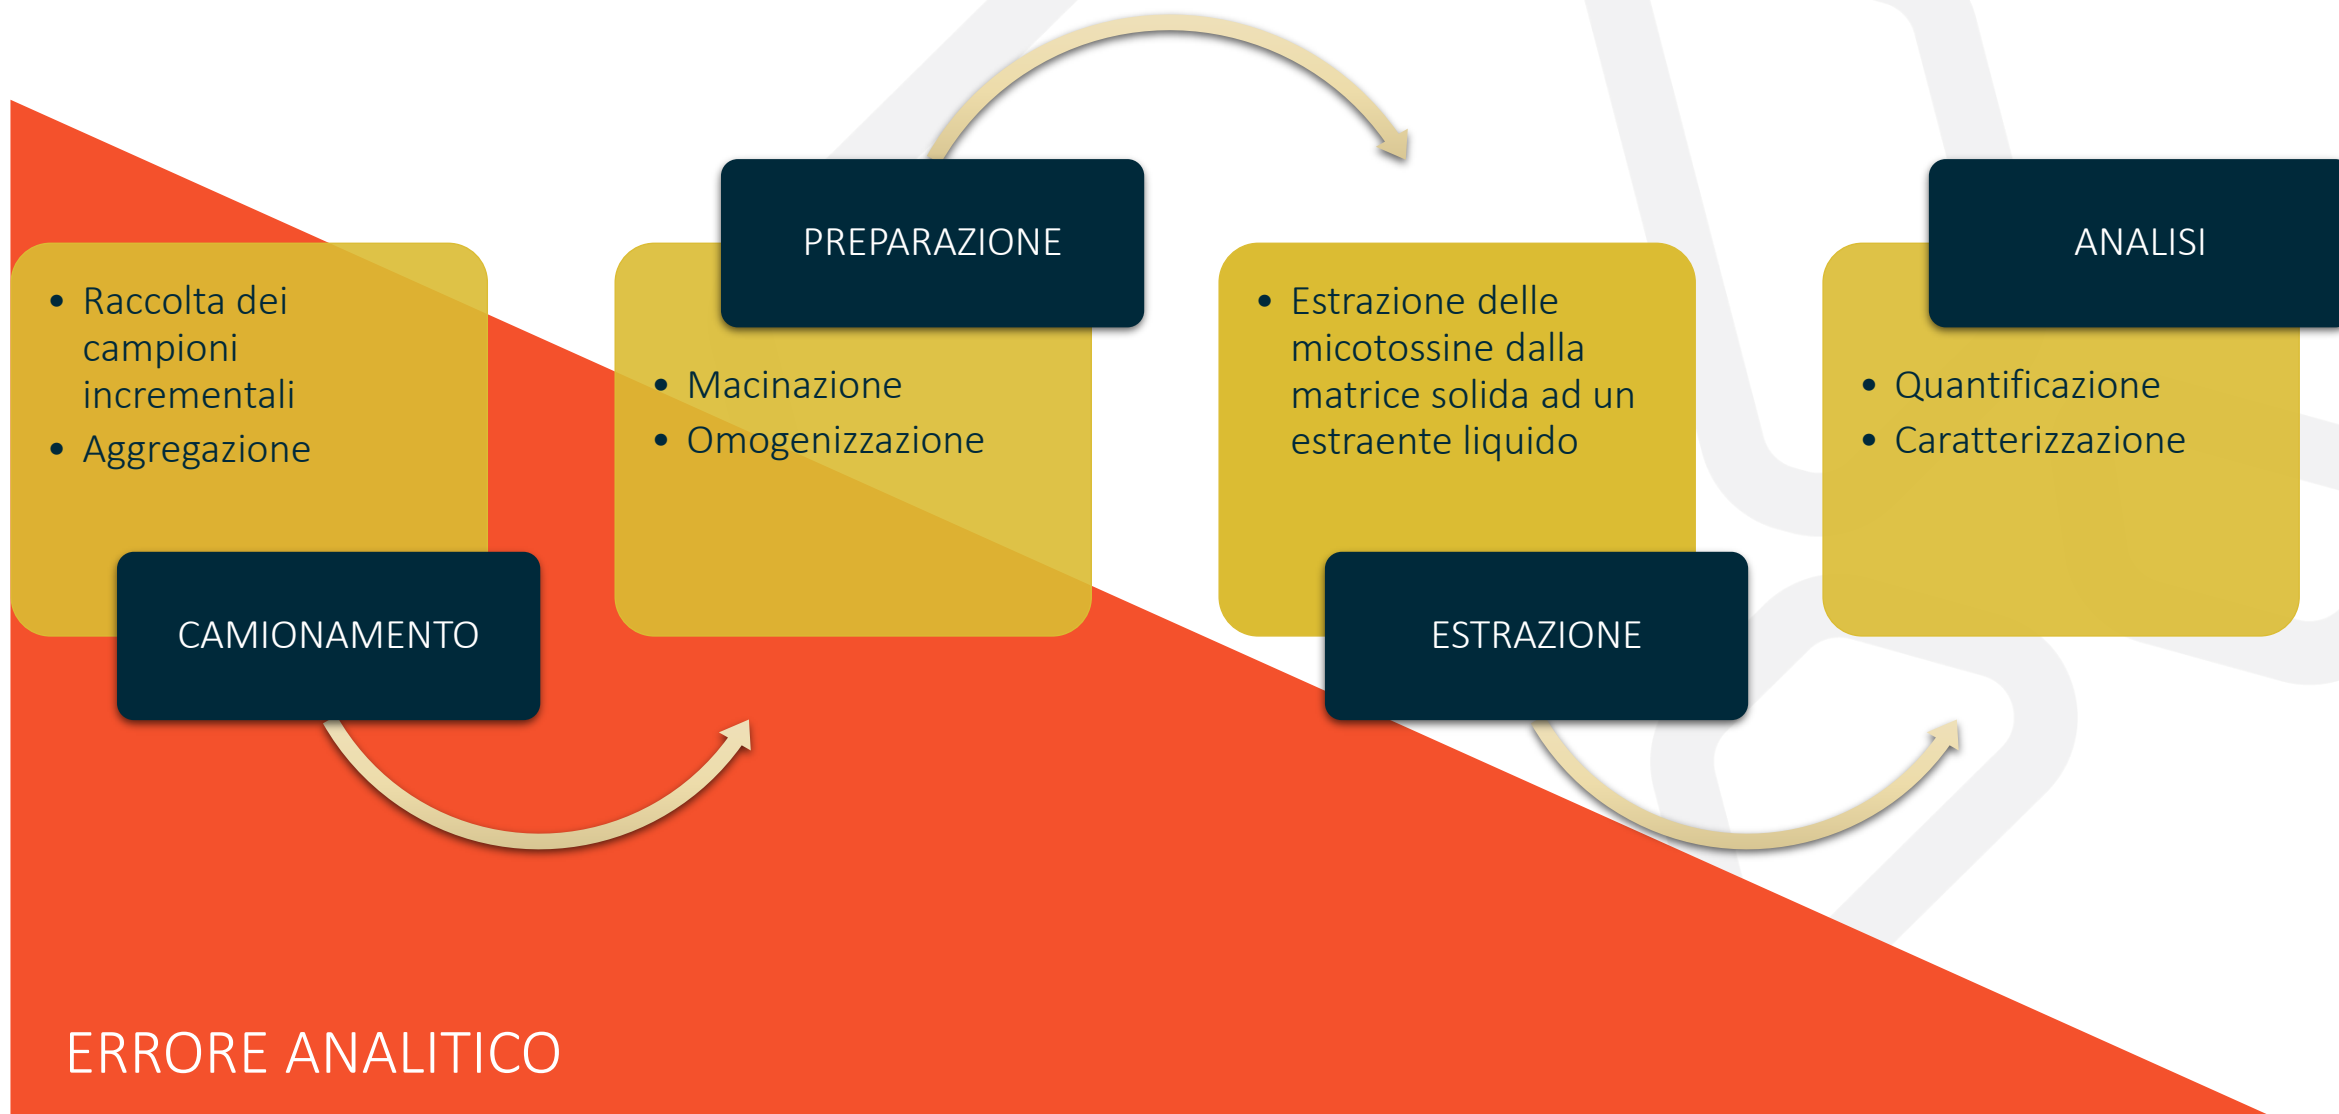 • Raccolta dei
campioni
incrementali
• Aggregazione
CAMIONAMENTO
PREPARAZIONE
• Macinazione
• Omogenizzazione
• Estrazione delle
micotossine dalla
matrice solida ad un
estraente liquido
ESTRAZIONE
ANALISI
• Quantificazione
• Caratterizzazione
ERRORE ANALITICO